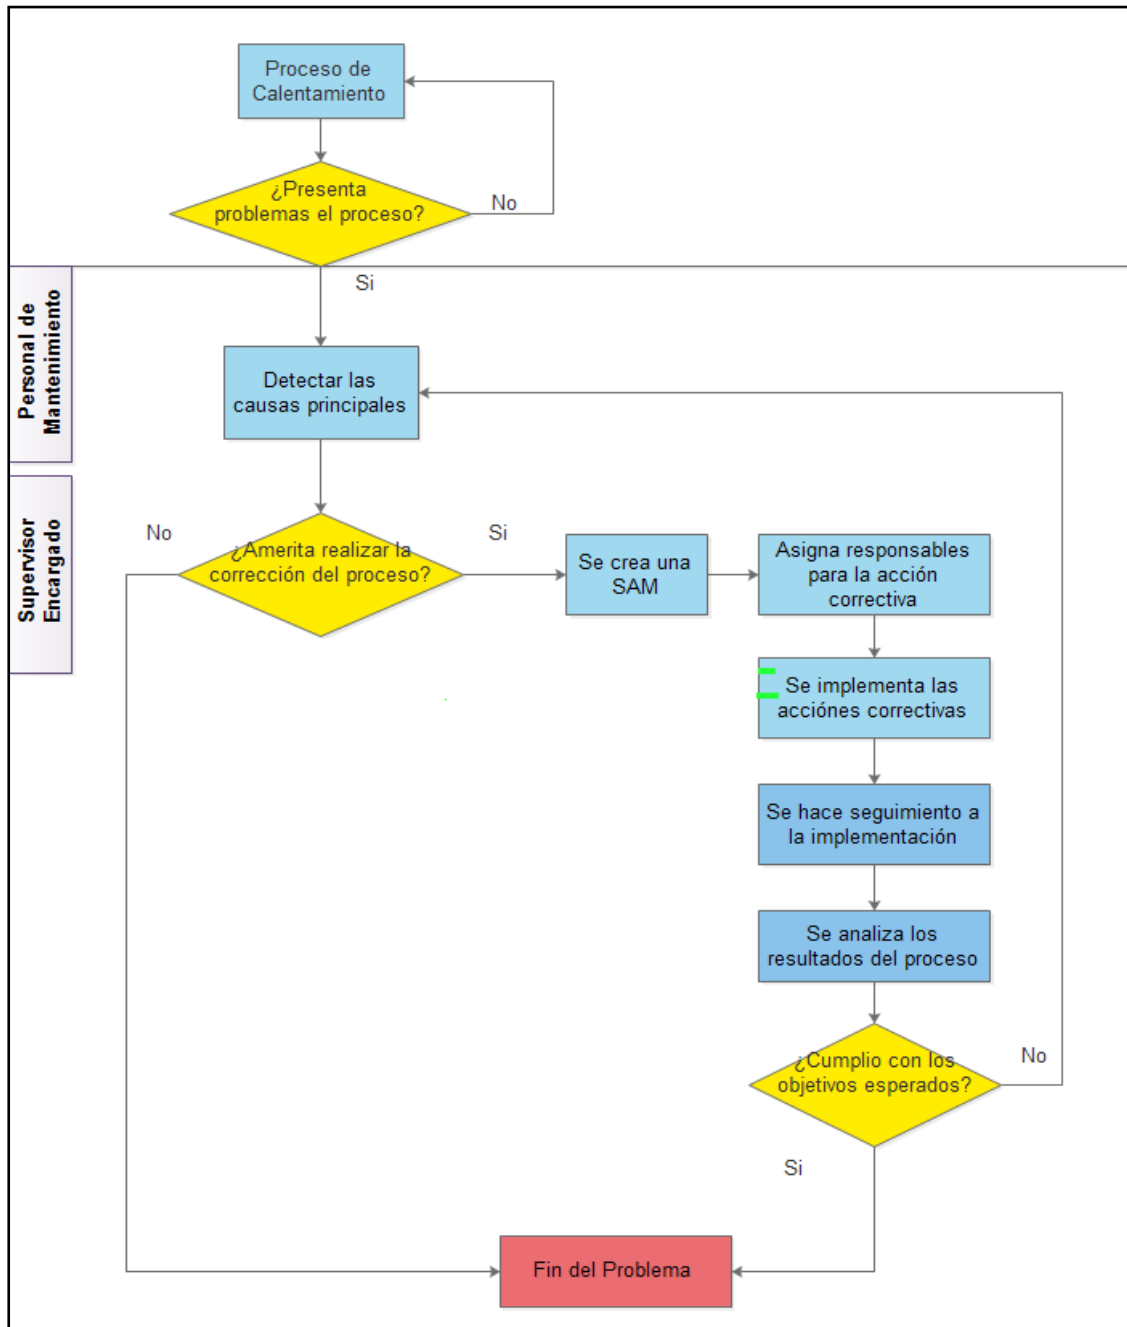 Proceso de
Calentamiento
¿Presenta
problemas el proceso?
No
Si
Personal de
Mantenimiento
Detectar las
causas principales
Supervisor
Encargado
No
¿Amerita realizar la
corrección del proceso?
Si
Se crea una
SAM
Asigna responsables
para la acción
correctiva
Se implementa las
acciónes correctivas
Se hace seguimiento a
la implementación
Se analiza los
resultados del proceso
¿Cumplio con los
objetivos esperados?
No
Si
Fin del Problema